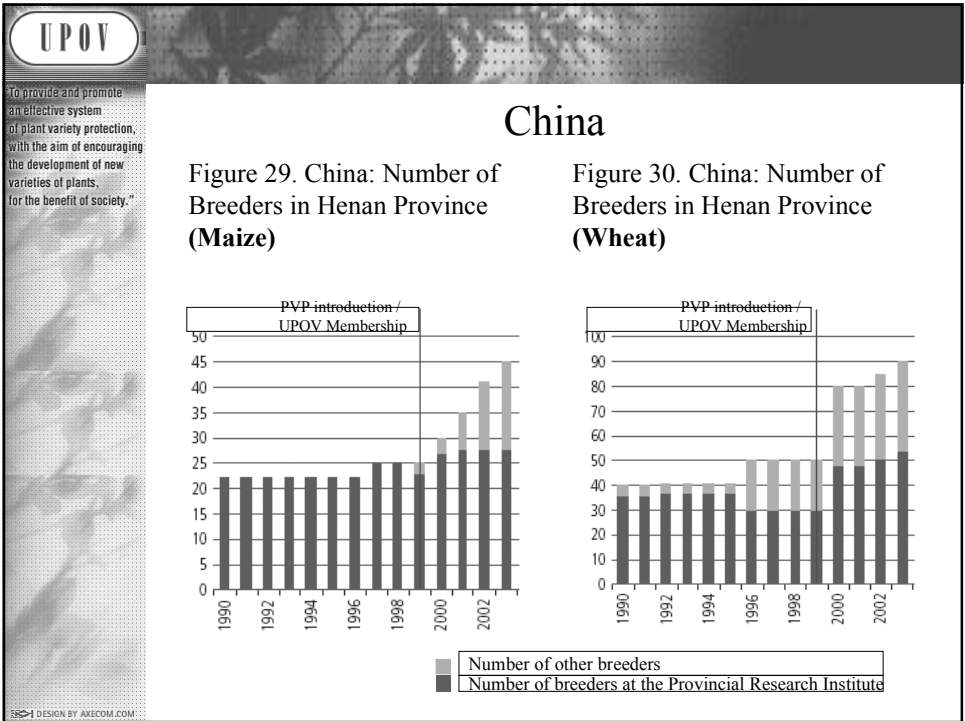 UPOV
"To provide and promote
an effective system
of plant variety protection,
with the aim of encouraging
the development of new
varieties of plants,
for the benefit of society."
China
Figure 29. China: Number of
Breeders in Henan Province
(Maize)
PVP introduction /
UPOV Membership
50
45
40
35
30
25
20
15
10
5
0
1990
1992
1994
1996
1998
2000
2002
Figure 30. China: Number of
Breeders in Henan Province
(Wheat)
PVP introduction /
UPOV Membership
100
90
80
70
60
50
40
30
20
10
0
1990
1992
1994
1996
1998
2000
2002
Number of other breeders
Number of breeders at the Provincial Research Institute
DESIGN BY AXECOM.COM